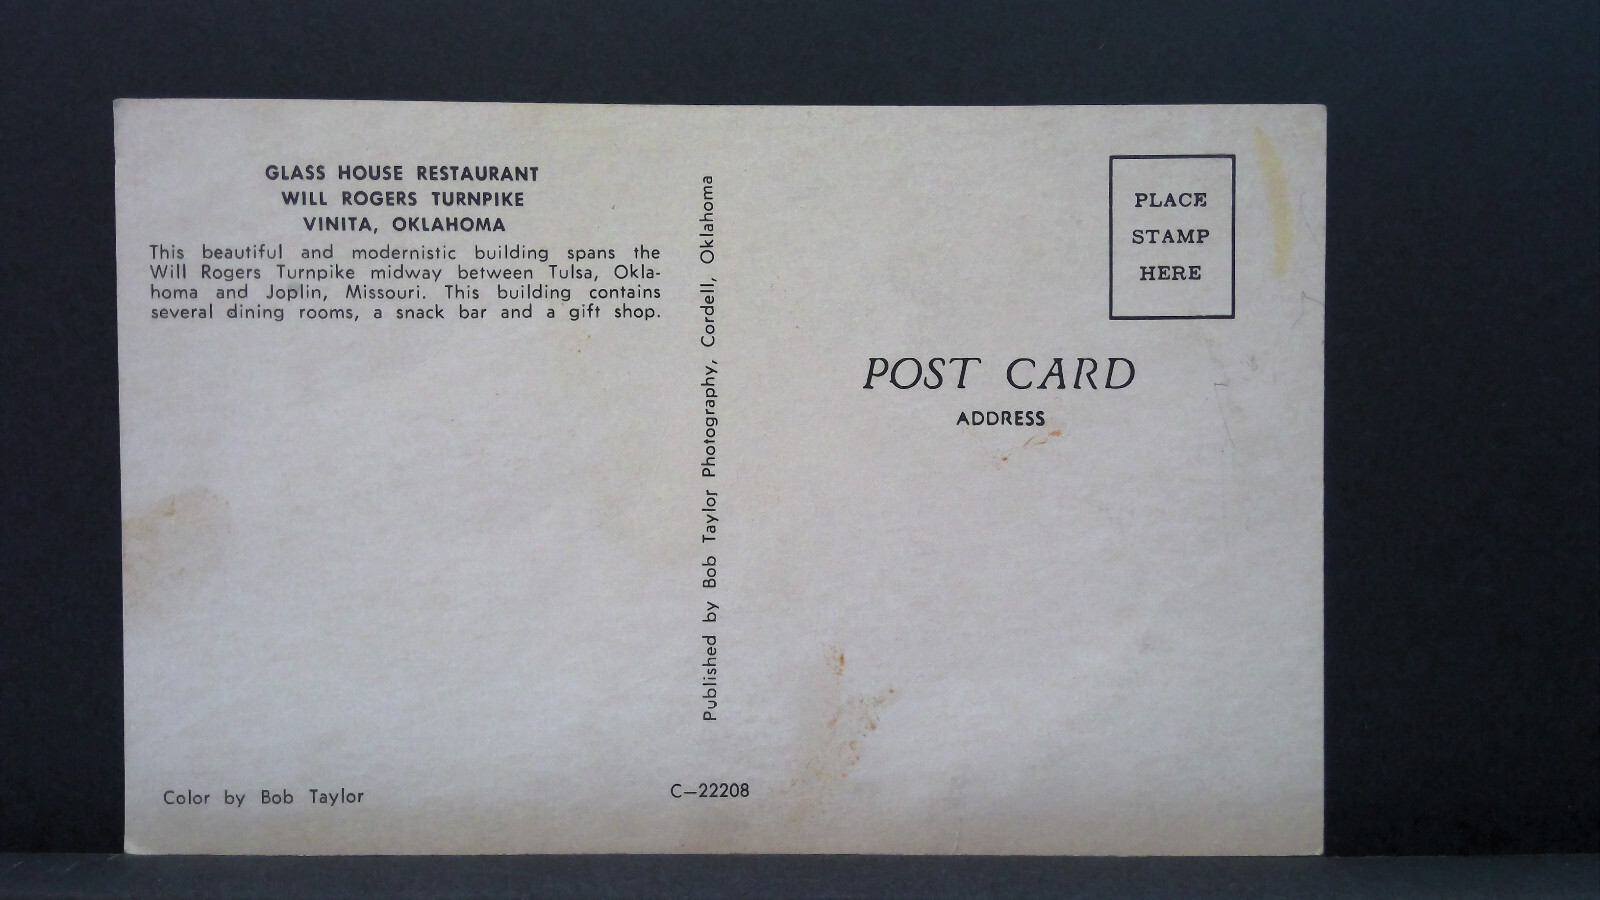 GLASS HOUSE RESTAURANT
WILL ROGERS TURNPIKE
VINITA, OKLAHOMA
This beautiful and modernistic building spans the
Will Rogers Turnpike midway between Tulsa, Okla-
homa and Joplin, Missouri. This building contains
several dining rooms, a snack bar and a gift shop.
Color by Bob Taylor
Published by Bob Taylor Photography, Cordell, Oklahoma
C—22208
PLACE
STAMP
HERE
POST CARD
ADDRESS